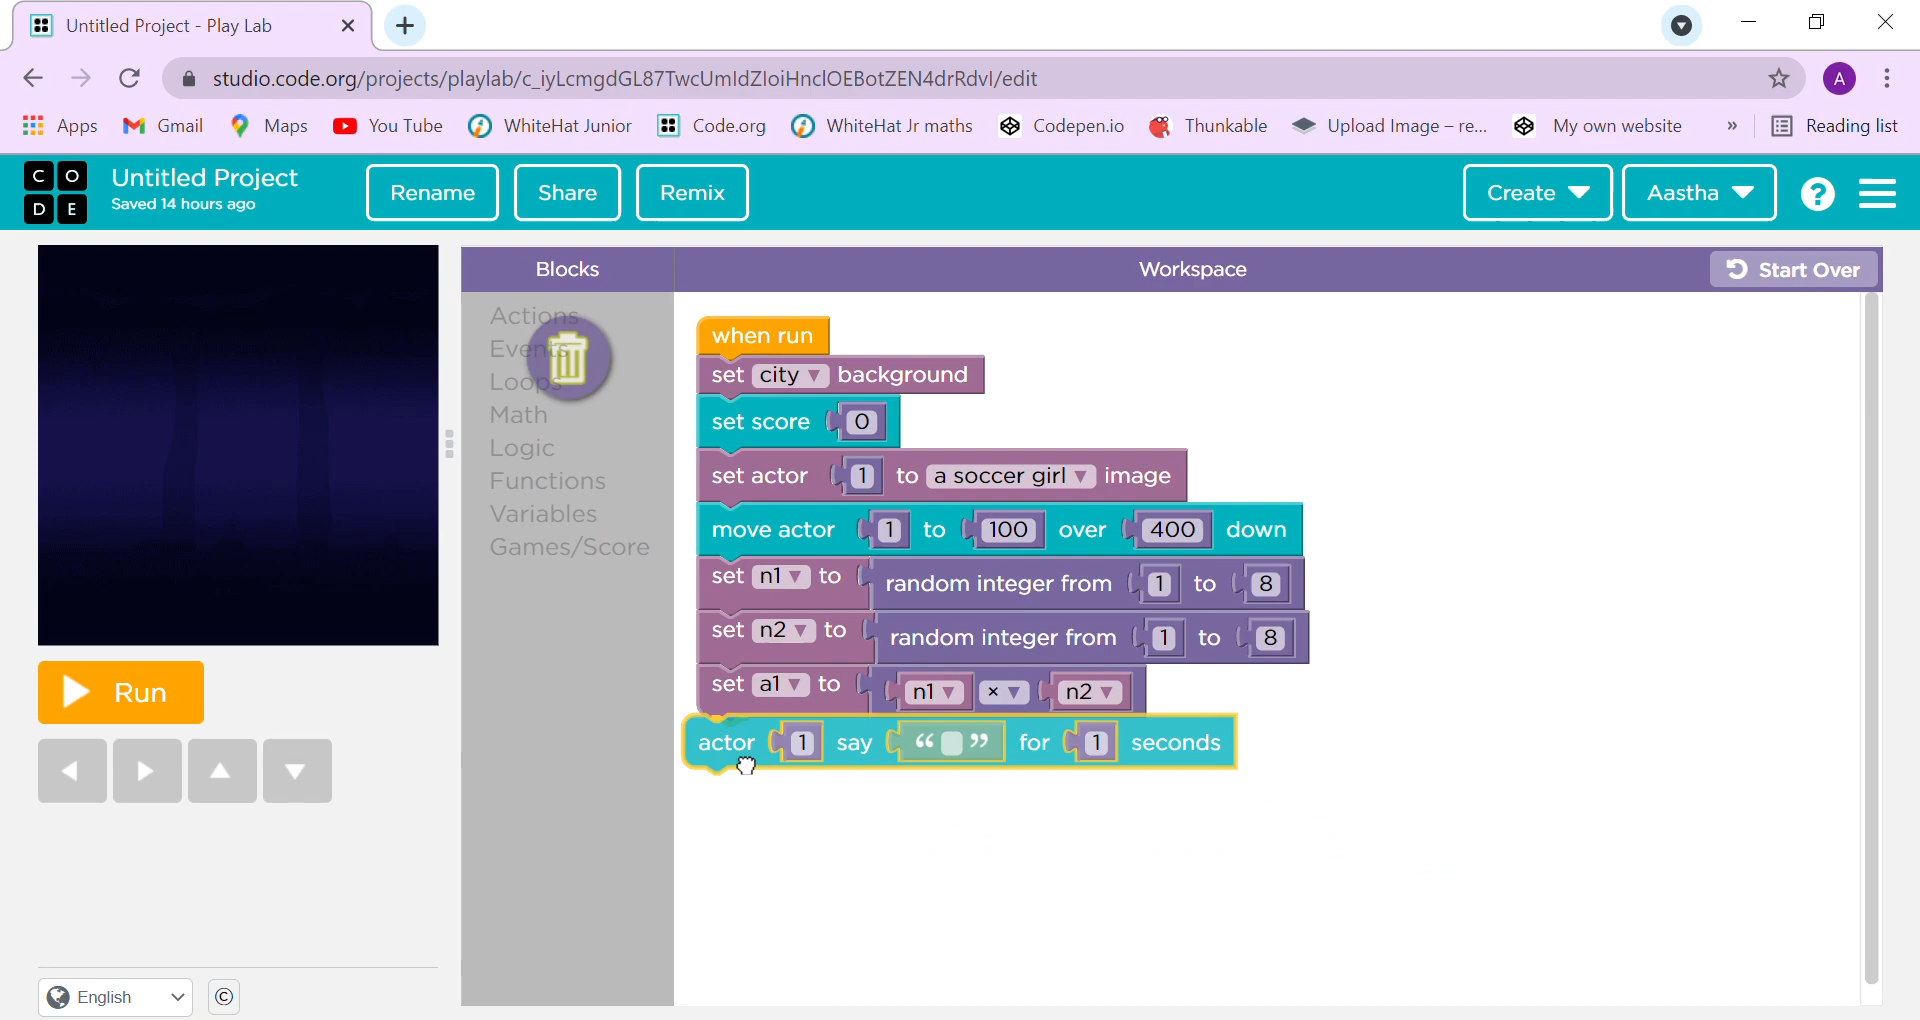 Untitled Project - Play Lab
studio.code.org/projects/playlab/c_iyLcmgdGL87TwcUmIdZIoiHnclOEBotZEN4drRdvI/edit
A
Apps Gmail Maps You Tube WhiteHat Junior Code.org WhiteHat Jr maths Codepen.io Thunkable Upload Image – re... My own website » Reading list
C O
D E
Untitled Project
Saved 14 hours ago
Rename Share Remix Create Aastha ?
Blocks Workspace Start Over
Actions
Events
Loops
Math
Logic
Functions
Variables
Games/Score
when run
set city background
set score 0
set actor 1 to a soccer girl image
move actor 1 to 100 over 400 down
set n1 to random integer from 1 to 8
set n2 to random integer from 1 to 8
set a1 to n1 × n2
actor 1 say “ ” for 1 seconds
Run
English ©